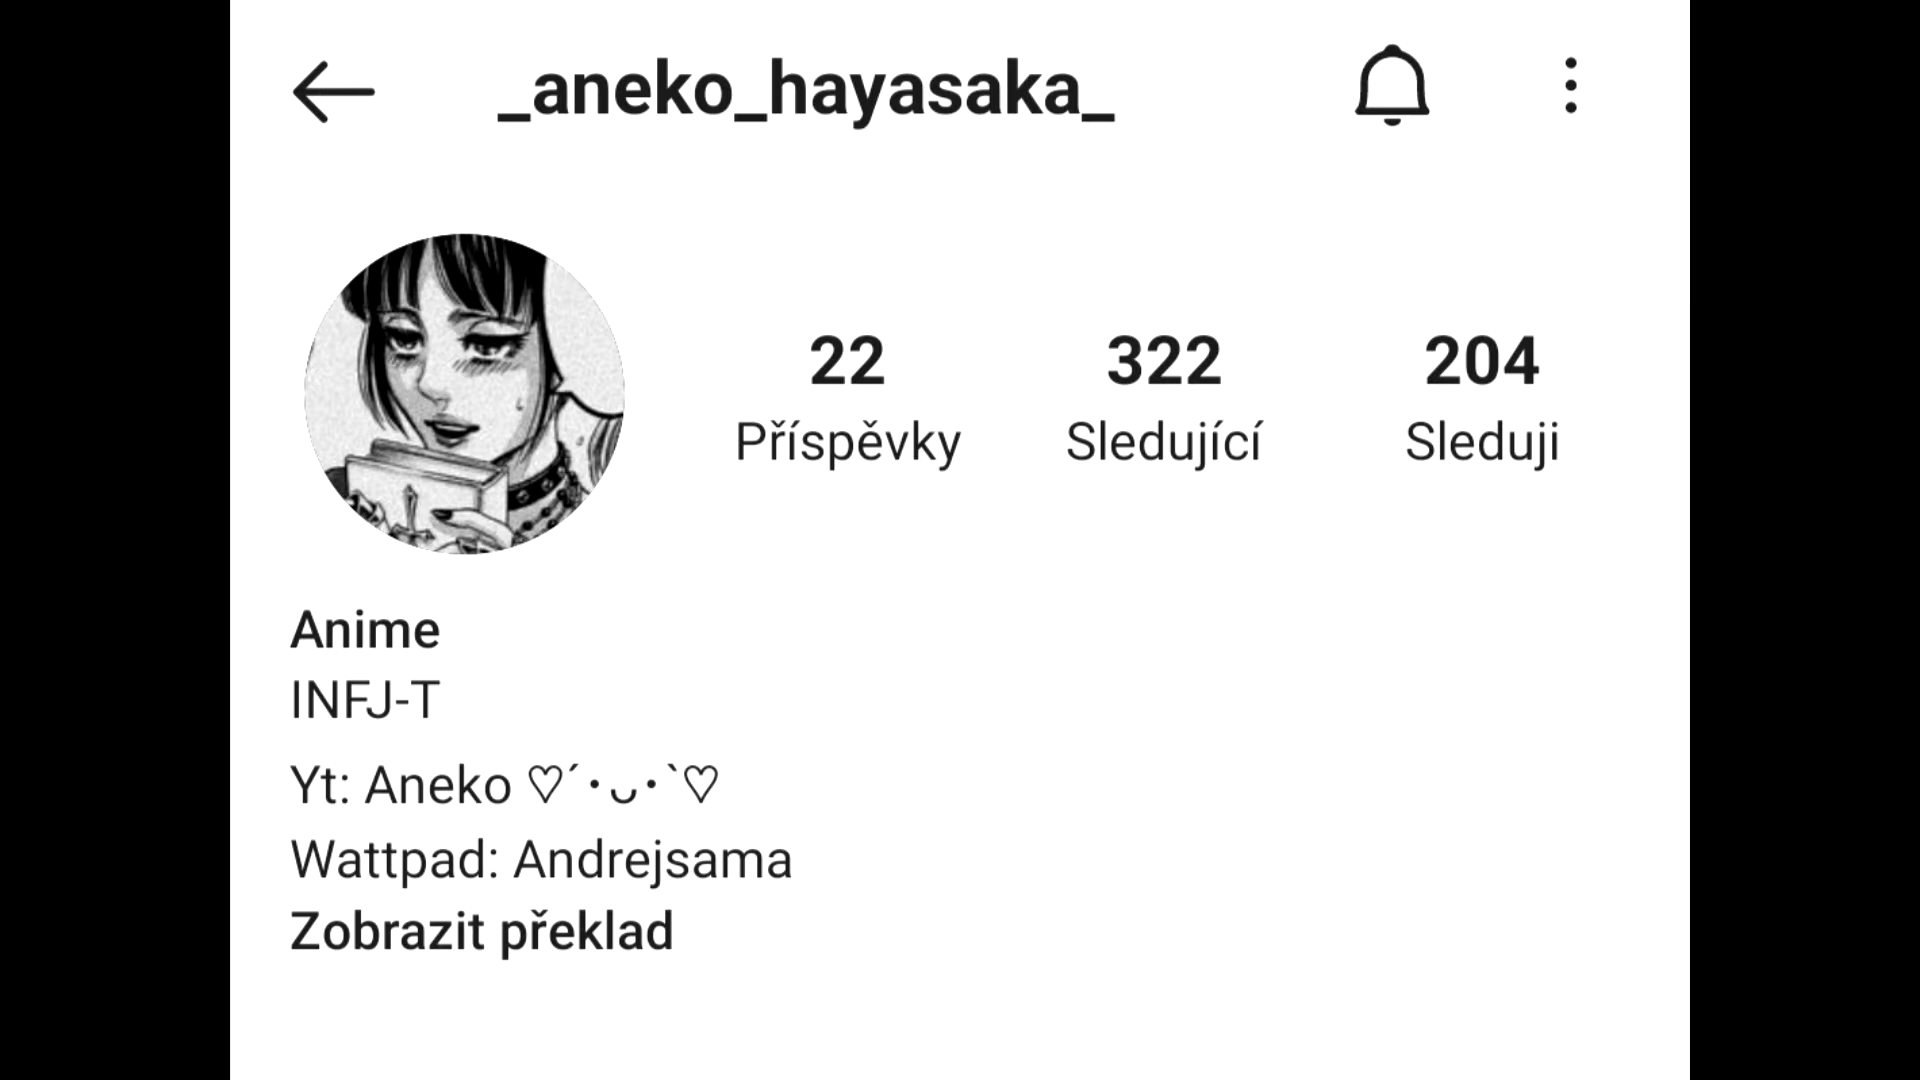 _aneko_hayasaka_
22 322 204
Příspěvky Sledující Sleduji
Anime
INFJ-T
Yt: Aneko ♡´・ᴗ・`♡
Wattpad: Andrejsama
Zobrazit překlad